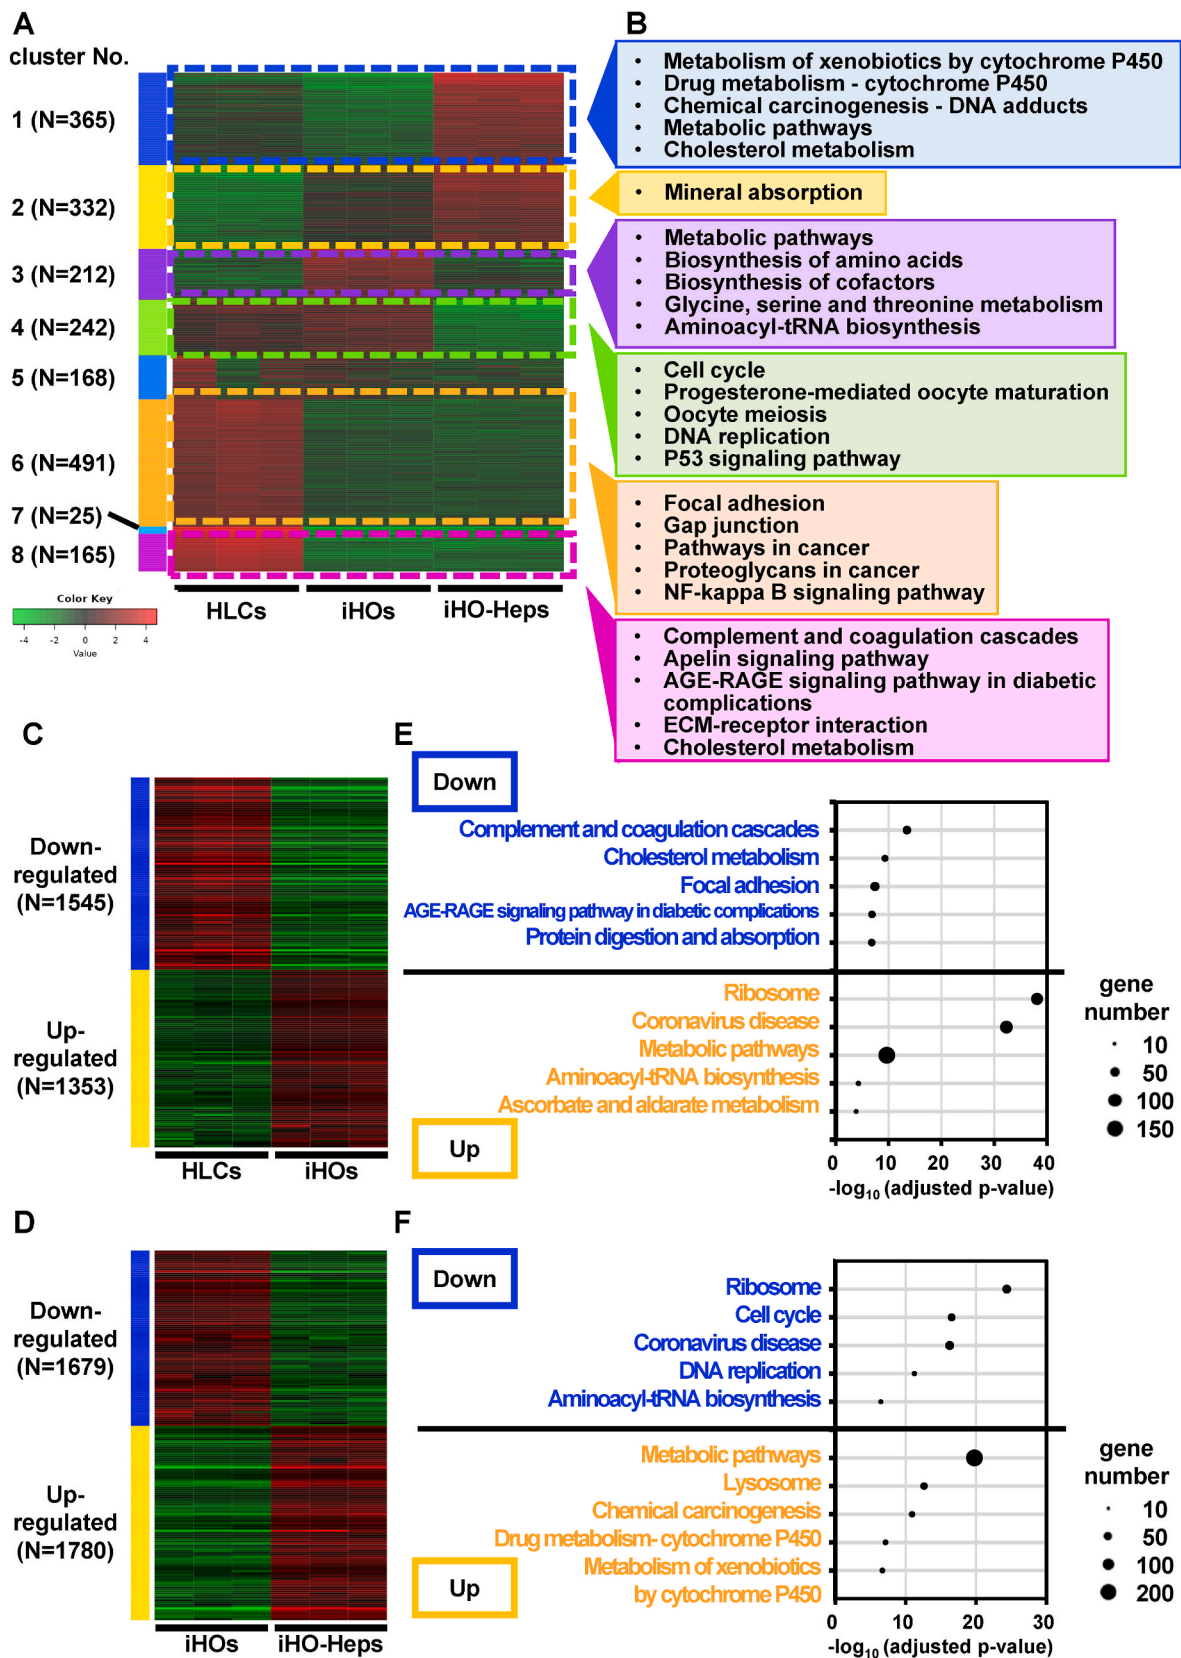 A
cluster No.
1 (N=365)
2 (N=332)
3 (N=212)
4 (N=242)
5 (N=168)
6 (N=491)
7 (N=25)
8 (N=165)
HLCs
iHOs
iHO-Heps
Color Key
-4
-2
0
2
4
Value
B
• Metabolism of xenobiotics by cytochrome P450
• Drug metabolism - cytochrome P450
• Chemical carcinogenesis - DNA adducts
• Metabolic pathways
• Cholesterol metabolism
• Mineral absorption
• Metabolic pathways
• Biosynthesis of amino acids
• Biosynthesis of cofactors
• Glycine, serine and threonine metabolism
• Aminoacyl-tRNA biosynthesis
• Cell cycle
• Progesterone-mediated oocyte maturation
• Oocyte meiosis
• DNA replication
• P53 signaling pathway
• Focal adhesion
• Gap junction
• Pathways in cancer
• Proteoglycans in cancer
• NF-kappa B signaling pathway
• Complement and coagulation cascades
• Apelin signaling pathway
• AGE-RAGE signaling pathway in diabetic
complications
• ECM-receptor interaction
• Cholesterol metabolism
C
Down-
regulated
(N=1545)
Up-
regulated
(N=1353)
HLCs
iHOs
E
Down
Complement and coagulation cascades
Cholesterol metabolism
Focal adhesion
AGE-RAGE signaling pathway in diabetic complications
Protein digestion and absorption
Ribosome
Coronavirus disease
Metabolic pathways
Aminoacyl-tRNA biosynthesis
Ascorbate and aldarate metabolism
Up
0
10
20
30
40
-log₁₀ (adjusted p-value)
gene
number
10
50
100
150
D
Down-
regulated
(N=1679)
Up-
regulated
(N=1780)
iHOs
iHO-Heps
F
Down
Ribosome
Cell cycle
Coronavirus disease
DNA replication
Aminoacyl-tRNA biosynthesis
Metabolic pathways
Lysosome
Chemical carcinogenesis
Drug metabolism- cytochrome P450
Metabolism of xenobiotics
by cytochrome P450
Up
0
10
20
30
-log₁₀ (adjusted p-value)
gene
number
10
50
100
200